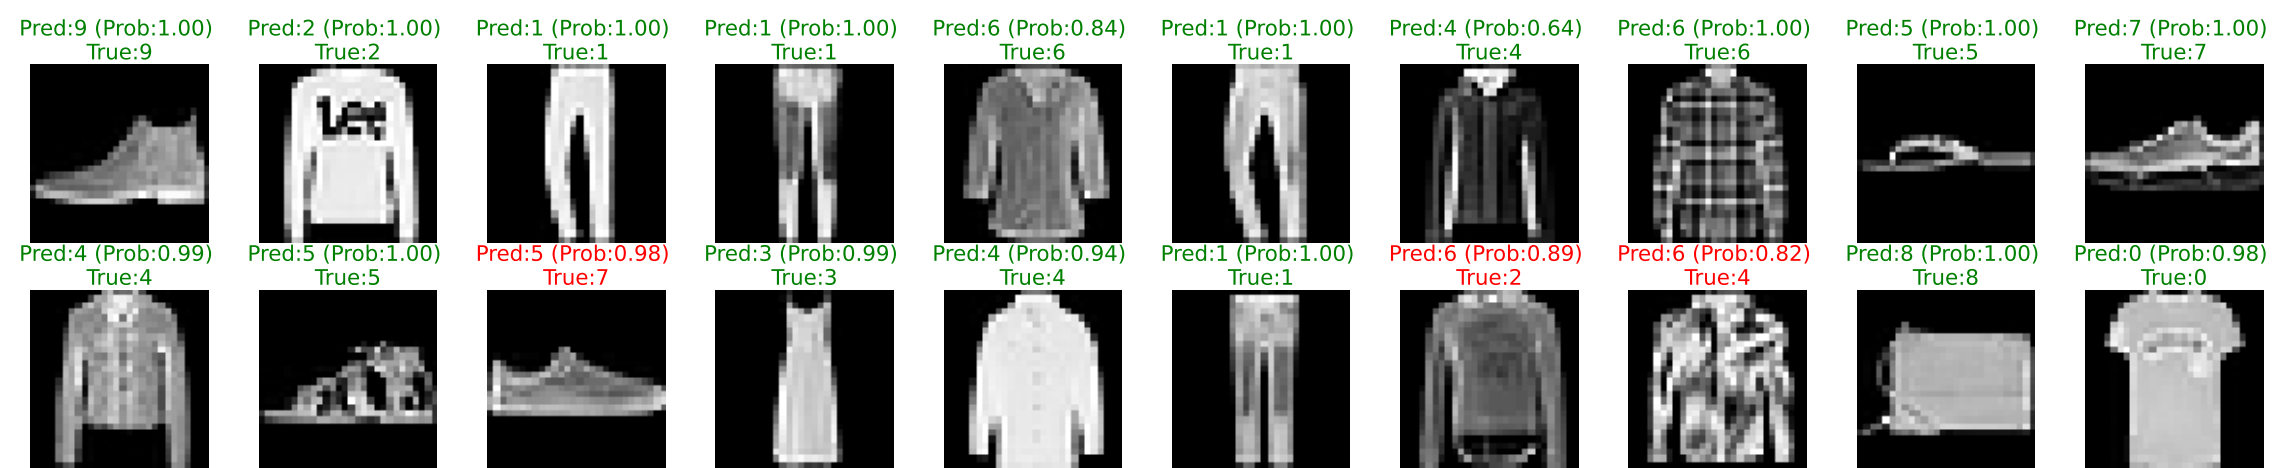 Pred:9 (Prob:1.00) Pred:2 (Prob:1.00) Pred:1 (Prob:1.00) Pred:1 (Prob:1.00) Pred:6 (Prob:0.84) Pred:1 (Prob:1.00) Pred:4 (Prob:0.64) Pred:6 (Prob:1.00) Pred:5 (Prob:1.00) Pred:7 (Prob:1.00)
True:9 True:2 True:1 True:1 True:6 True:1 True:4 True:6 True:5 True:7
Lee
Pred:4 (Prob:0.99) Pred:5 (Prob:1.00) Pred:5 (Prob:0.98) Pred:3 (Prob:0.99) Pred:4 (Prob:0.94) Pred:1 (Prob:1.00) Pred:6 (Prob:0.89) Pred:6 (Prob:0.82) Pred:8 (Prob:1.00) Pred:0 (Prob:0.98)
True:4 True:5 True:7 True:3 True:4 True:1 True:2 True:4 True:8 True:0